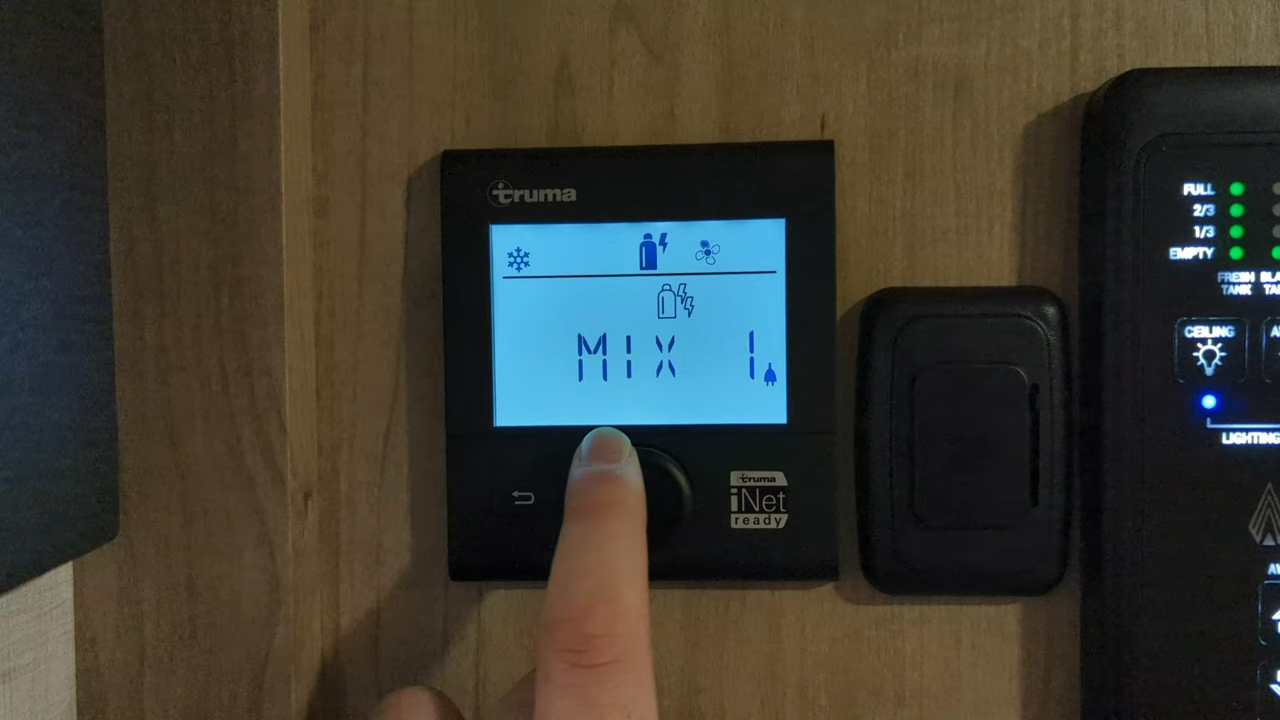 truma
MIX 1
truma
iNet
ready
FULL
2/3
1/3
EMPTY
FRESH
TANK
CEILING
LIGHTING